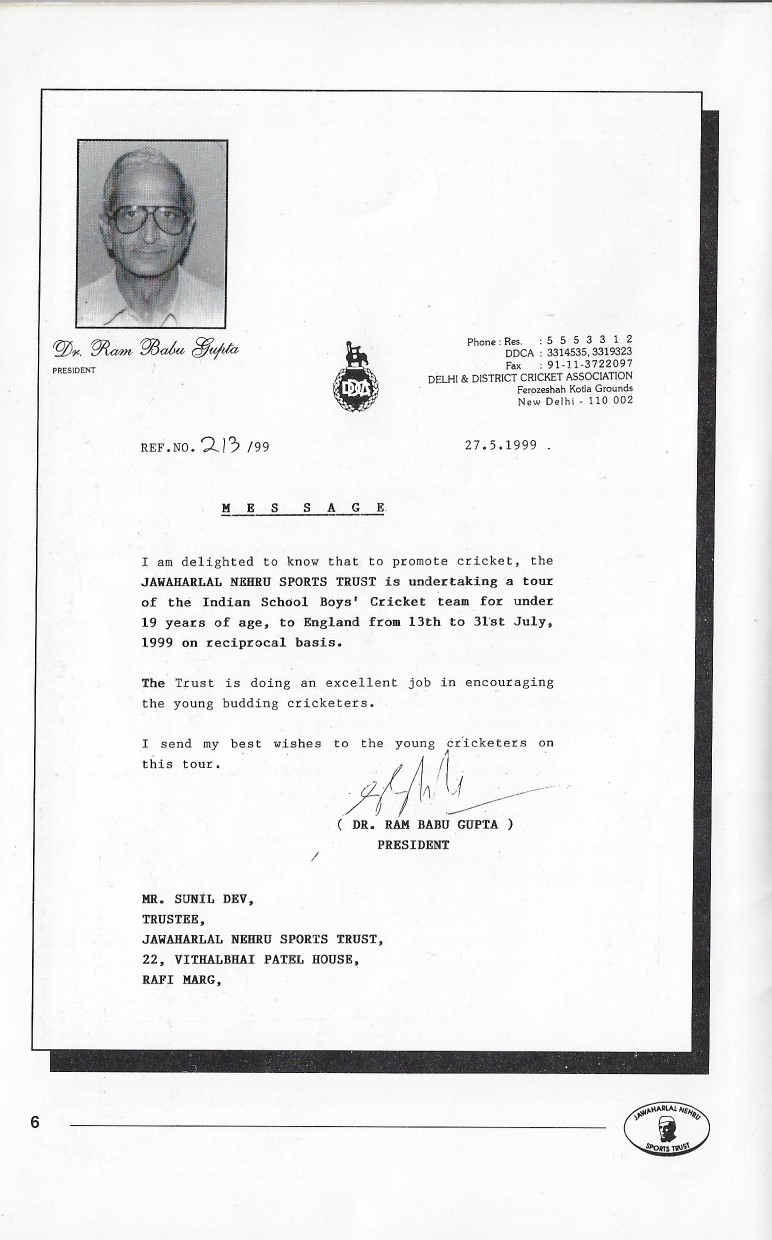 Dr. Ram Babu Gupta
PRESIDENT
DDCA
Phone : Res. : 5 5 5 3 3 1 2
DDCA : 3314535, 3319323
Fax : 91-11-3722097
DELHI & DISTRICT CRICKET ASSOCIATION
Ferozeshah Kotla Grounds
New Delhi - 110 002
REF.NO. 213 /99
27.5.1999 .
M E S S A G E
I am delighted to know that to promote cricket, the
JAWAHARLAL NEHRU SPORTS TRUST is undertaking a tour
of the Indian School Boys' Cricket team for under
19 years of age, to England from 13th to 31st July,
1999 on reciprocal basis.
The Trust is doing an excellent job in encouraging
the young budding cricketers.
I send my best wishes to the young cricketers on
this tour.
( DR. RAM BABU GUPTA )
PRESIDENT
MR. SUNIL DEV,
TRUSTEE,
JAWAHARLAL NEHRU SPORTS TRUST,
22, VITHALBHAI PATEL HOUSE,
RAFI MARG,
6
JAWAHARLAL NEHRU
SPORTS TRUST